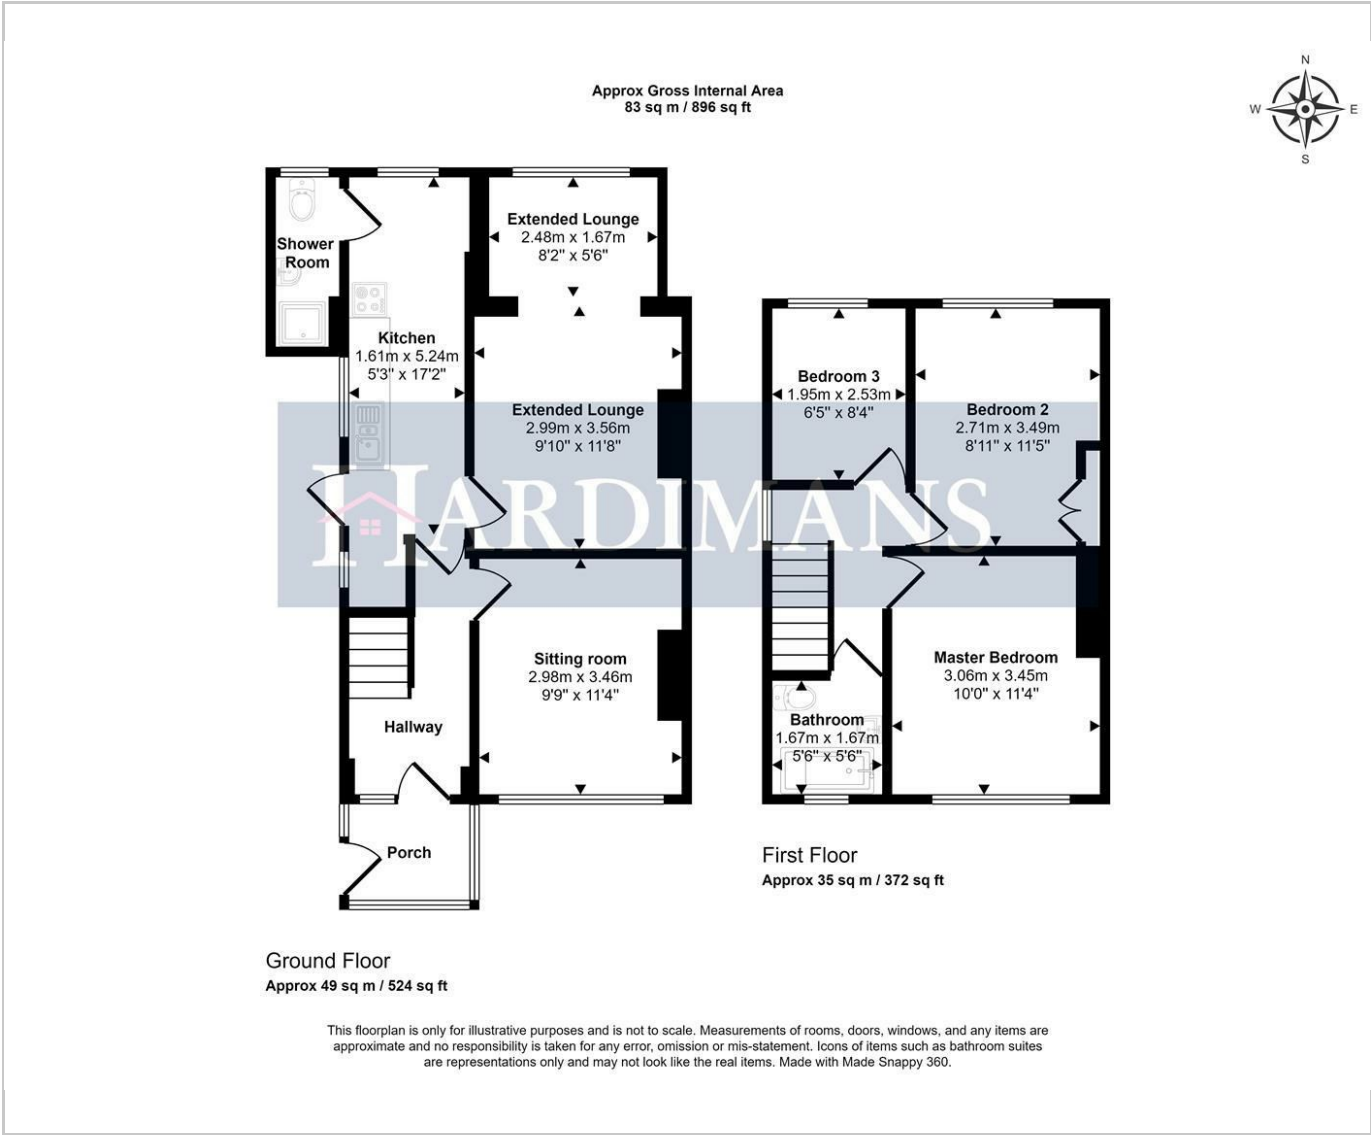 Approx Gross Internal Area
83 sq m / 896 sq ft
N
W
E
S
Shower
Room
Kitchen
1.61m x 5.24m
5'3" x 17'2"
Extended Lounge
2.48m x 1.67m
8'2" x 5'6"
Extended Lounge
2.99m x 3.56m
9'10" x 11'8"
Sitting room
2.98m x 3.46m
9'9" x 11'4"
Hallway
Porch
Bedroom 3
1.95m x 2.53m
6'5" x 8'4"
Bedroom 2
2.71m x 3.49m
8'11" x 11'5"
HARDIMANS
Master Bedroom
3.06m x 3.45m
10'0" x 11'4"
Bathroom
1.67m x 1.67m
5'6" x 5'6"
First Floor
Approx 35 sq m / 372 sq ft
Ground Floor
Approx 49 sq m / 524 sq ft
This floorplan is only for illustrative purposes and is not to scale. Measurements of rooms, doors, windows, and any items are
approximate and no responsibility is taken for any error, omission or mis-statement. Icons of items such as bathroom suites
are representations only and may not look like the real items. Made with Made Snappy 360.